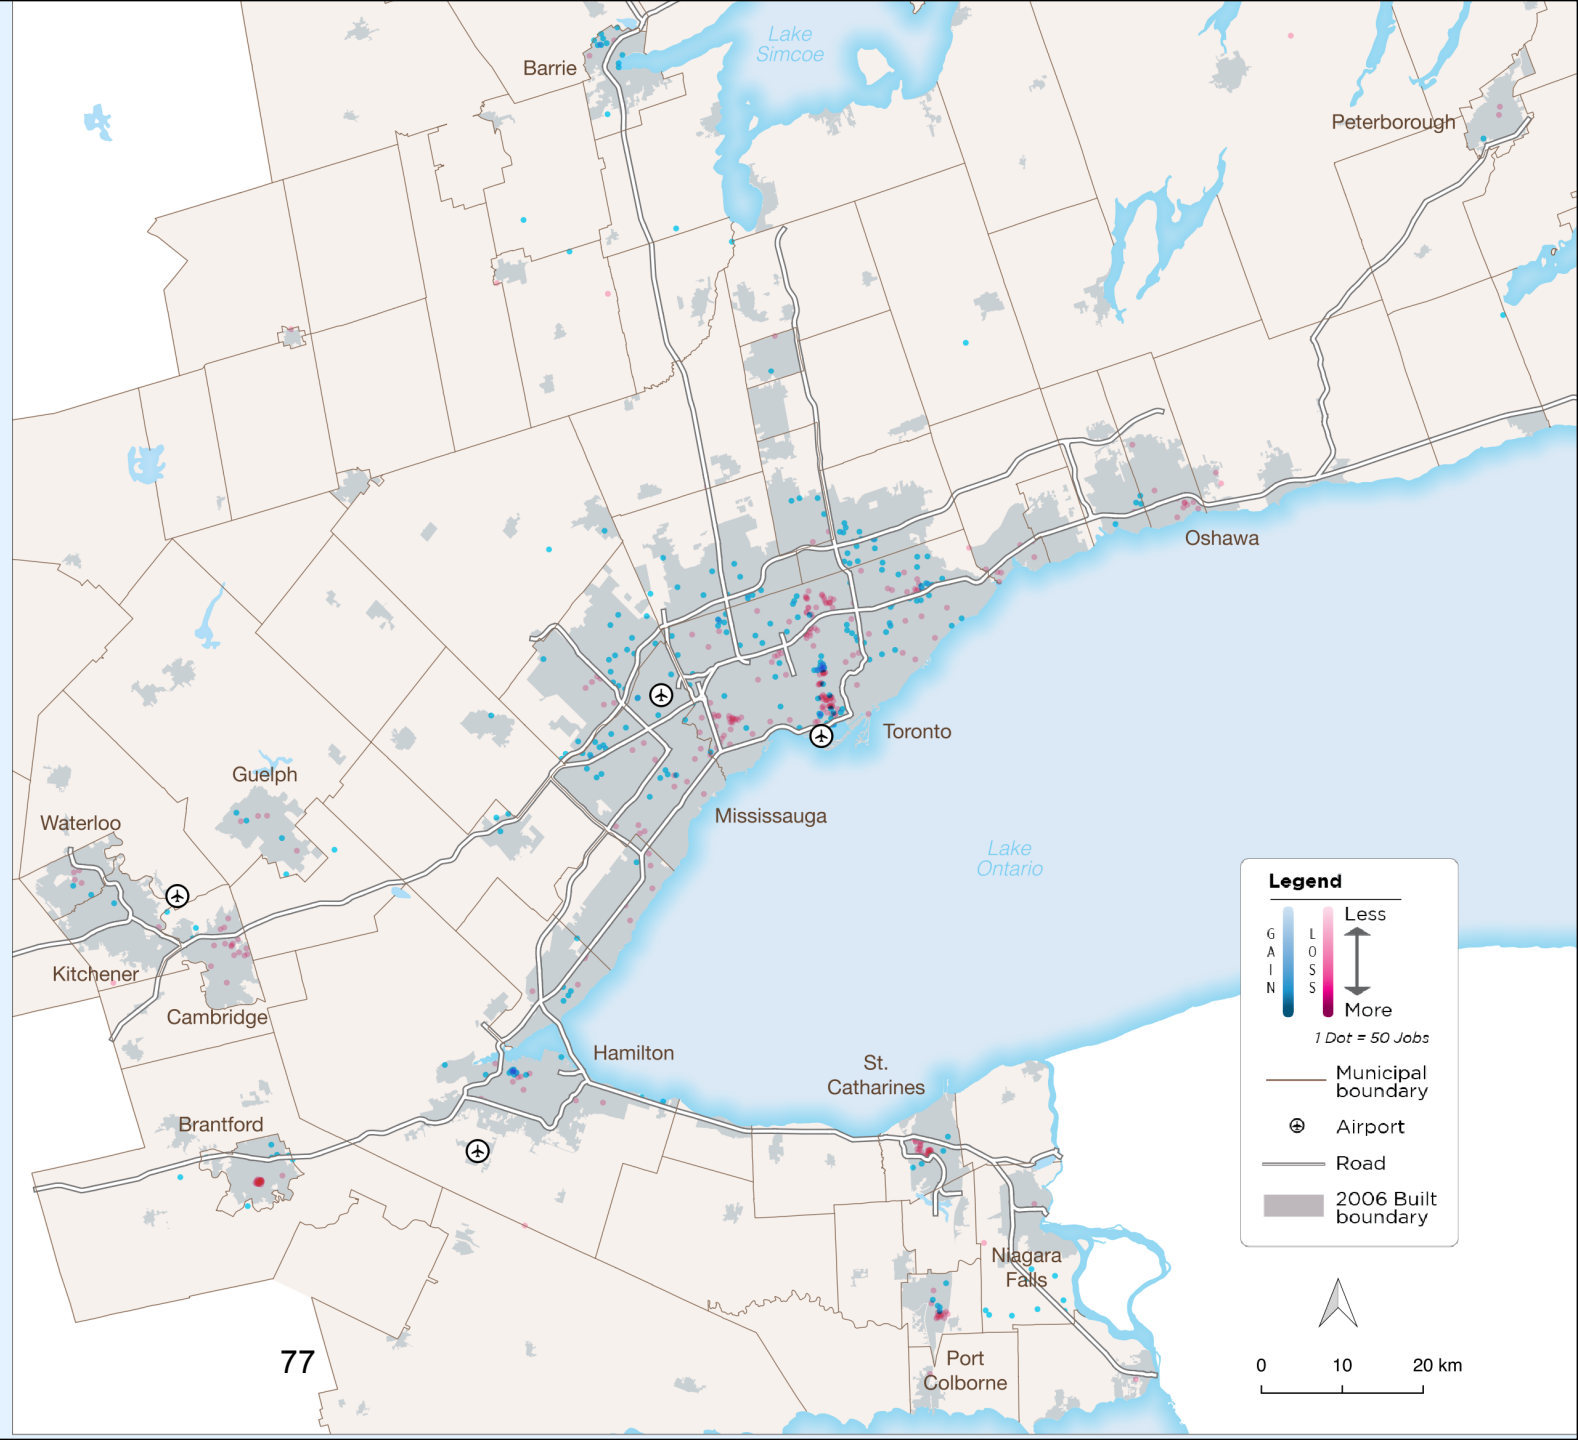 Lake
Simcoe
Barrie
Peterborough
Oshawa
Toronto
Guelph
Waterloo
Mississauga
Lake
Ontario
Kitchener
Cambridge
Hamilton
St.
Catharines
Brantford
Niagara
Falls
Port
Colborne
77
Legend
GAIN
LOSS
Less
More
1 Dot = 50 Jobs
Municipal
boundary
Airport
Road
2006 Built
boundary
0 10 20 km